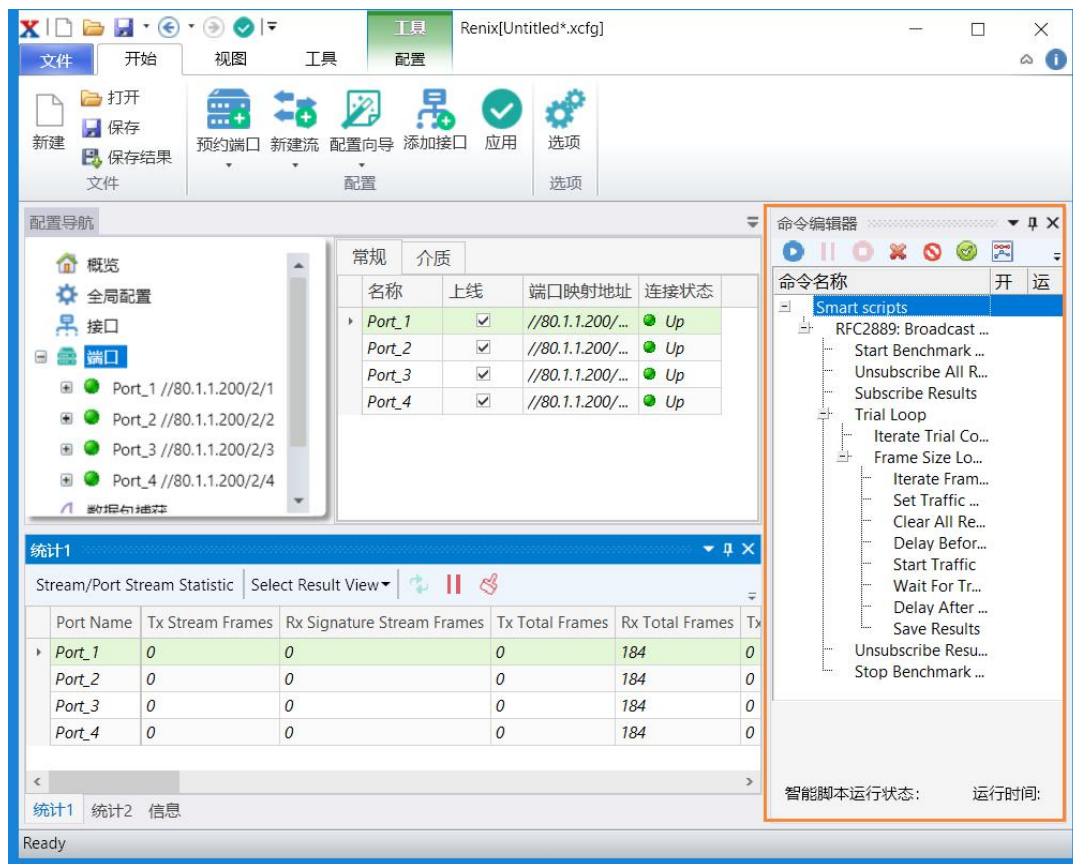 工具
Renix[Untitled*.xcfg]
文件 开始 视图 工具 配置
新建
打开
保存
保存结果
文件
预约端口 新建流 配置向导 添加接口 应用
配置
选项
选项
配置导航
概览
全局配置
接口
端口
Port_1 //80.1.1.200/2/1
Port_2 //80.1.1.200/2/2
Port_3 //80.1.1.200/2/3
Port_4 //80.1.1.200/2/4
数据包捕获
常规 介质
名称 上线 端口映射地址 连接状态
Port_1 //80.1.1.200/... Up
Port_2 //80.1.1.200/... Up
Port_3 //80.1.1.200/... Up
Port_4 //80.1.1.200/... Up
统计1
Stream/Port Stream Statistic Select Result View
Port Name Tx Stream Frames Rx Signature Stream Frames Tx Total Frames Rx Total Frames Tx
Port_1 0 0 0 184 0
Port_2 0 0 0 184 0
Port_3 0 0 0 184 0
Port_4 0 0 0 184 0
统计1 统计2 信息
Ready
命令编辑器
命令名称 开 运
Smart scripts
RFC2889: Broadcast ...
Start Benchmark ...
Unsubscribe All R...
Subscribe Results
Trial Loop
Iterate Trial Co...
Frame Size Lo...
Iterate Fram...
Set Traffic ...
Clear All Re...
Delay Befor...
Start Traffic
Wait For Tr...
Delay After ...
Save Results
Unsubscribe Resu...
Stop Benchmark ...
智能脚本运行状态: 运行时间: